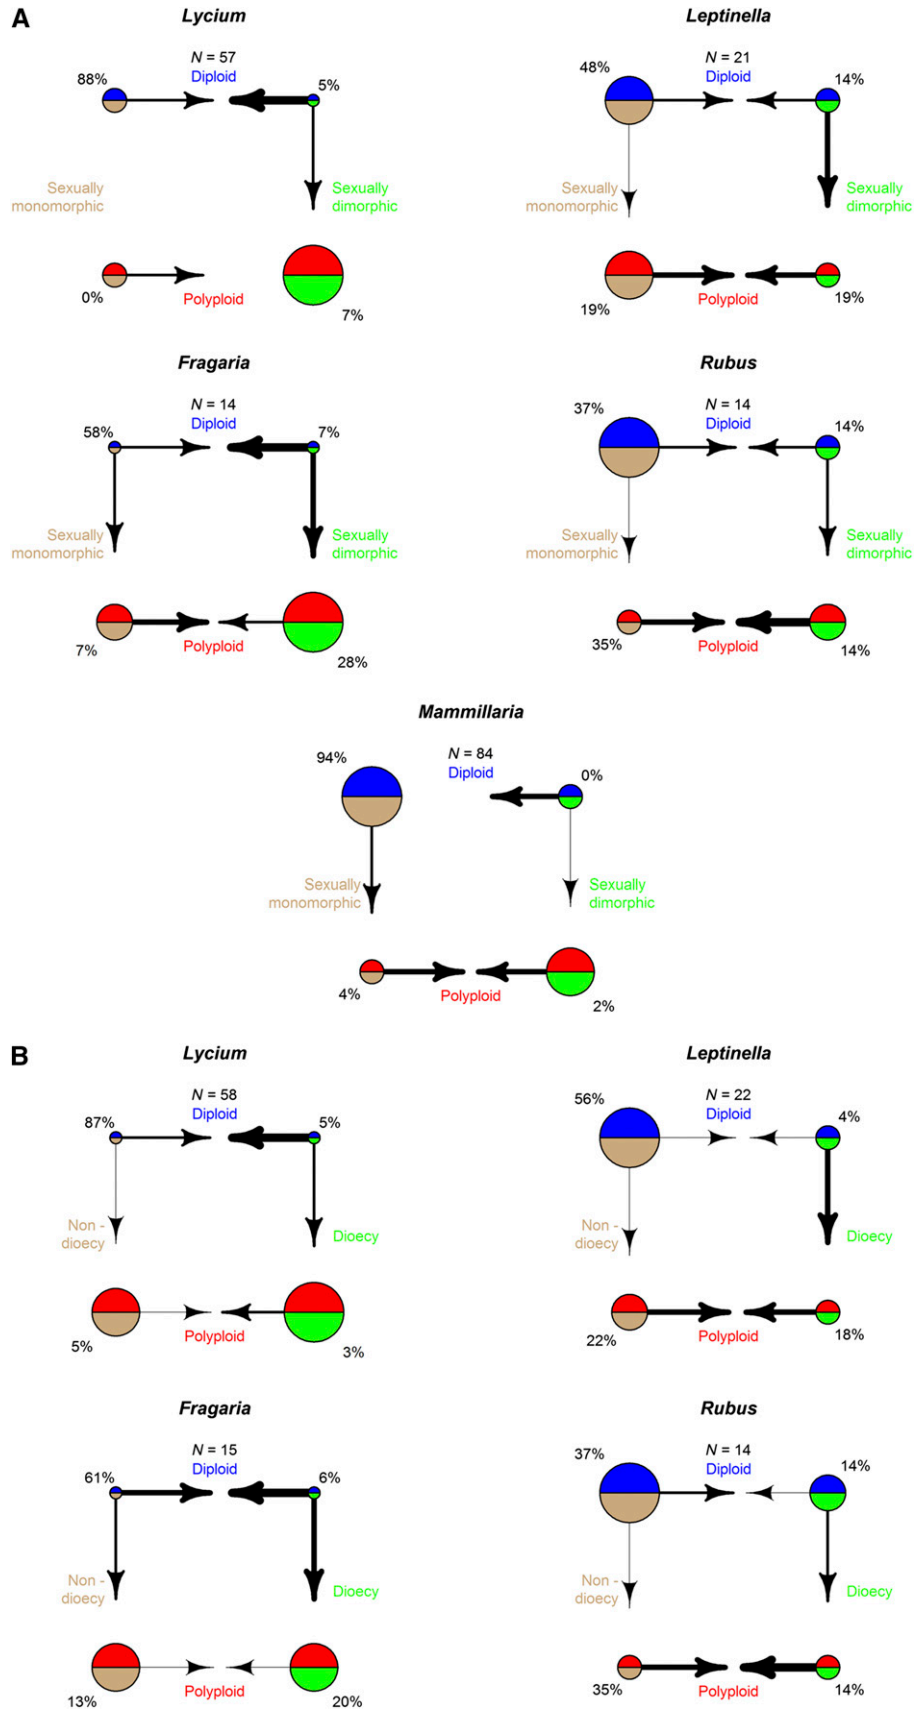 A
Lycium
N = 57
Diploid
88%
5%
Sexually
monomorphic
Sexually
dimorphic
0%
Polyploid
7%
Leptinella
N = 21
Diploid
48%
14%
Sexually
monomorphic
Sexually
dimorphic
19%
Polyploid
19%
Fragaria
N = 14
Diploid
58%
7%
Sexually
monomorphic
Sexually
dimorphic
7%
Polyploid
28%
Rubus
N = 14
Diploid
37%
14%
Sexually
monomorphic
Sexually
dimorphic
35%
Polyploid
14%
Mammillaria
N = 84
Diploid
94%
0%
Sexually
monomorphic
Sexually
dimorphic
4%
Polyploid
2%
B
Lycium
N = 58
Diploid
87%
5%
Non -
dioecy
Dioecy
5%
Polyploid
3%
Leptinella
N = 22
Diploid
56%
4%
Non -
dioecy
Dioecy
22%
Polyploid
18%
Fragaria
N = 15
Diploid
61%
6%
Non -
dioecy
Dioecy
13%
Polyploid
20%
Rubus
N = 14
Diploid
37%
14%
Non -
dioecy
Dioecy
35%
Polyploid
14%